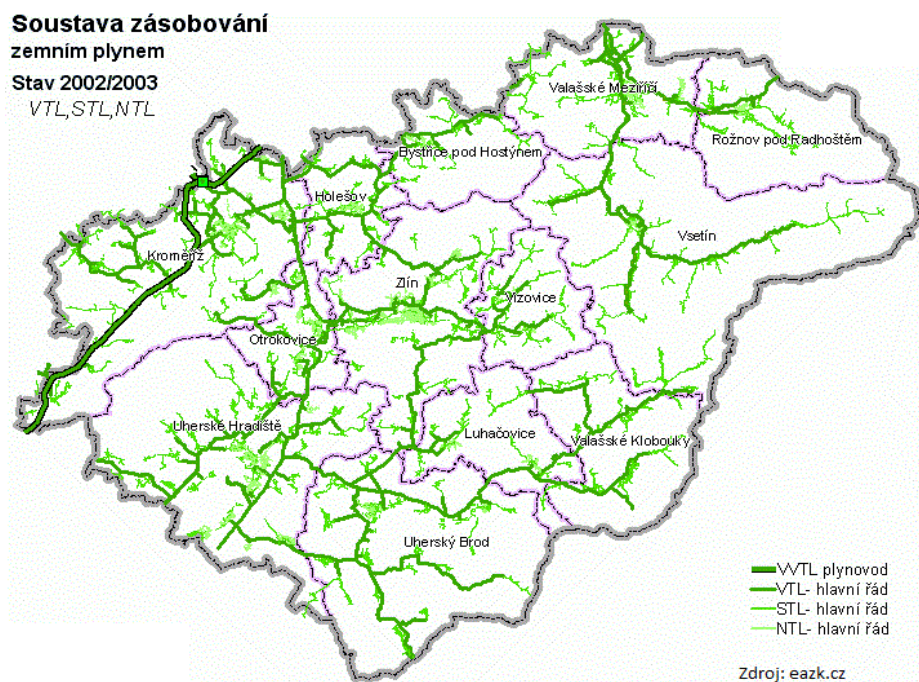 Soustava zásobování
zemním plynem
Stav 2002/2003
VTL,STL,NTL
Valašské Meziříčí
Rožnov pod Radhoštěm
Bystřice pod Hostýnem
Holešov
Vsetín
Kroměříž
Zlín
Vizovice
Otrokovice
Uherské Hradiště
Luhačovice
Valašské Klobouky
Uherský Brod
VVTL plynovod
VTL- hlavní řád
STL- hlavní řád
NTL- hlavní řád
Zdroj: eazk.cz